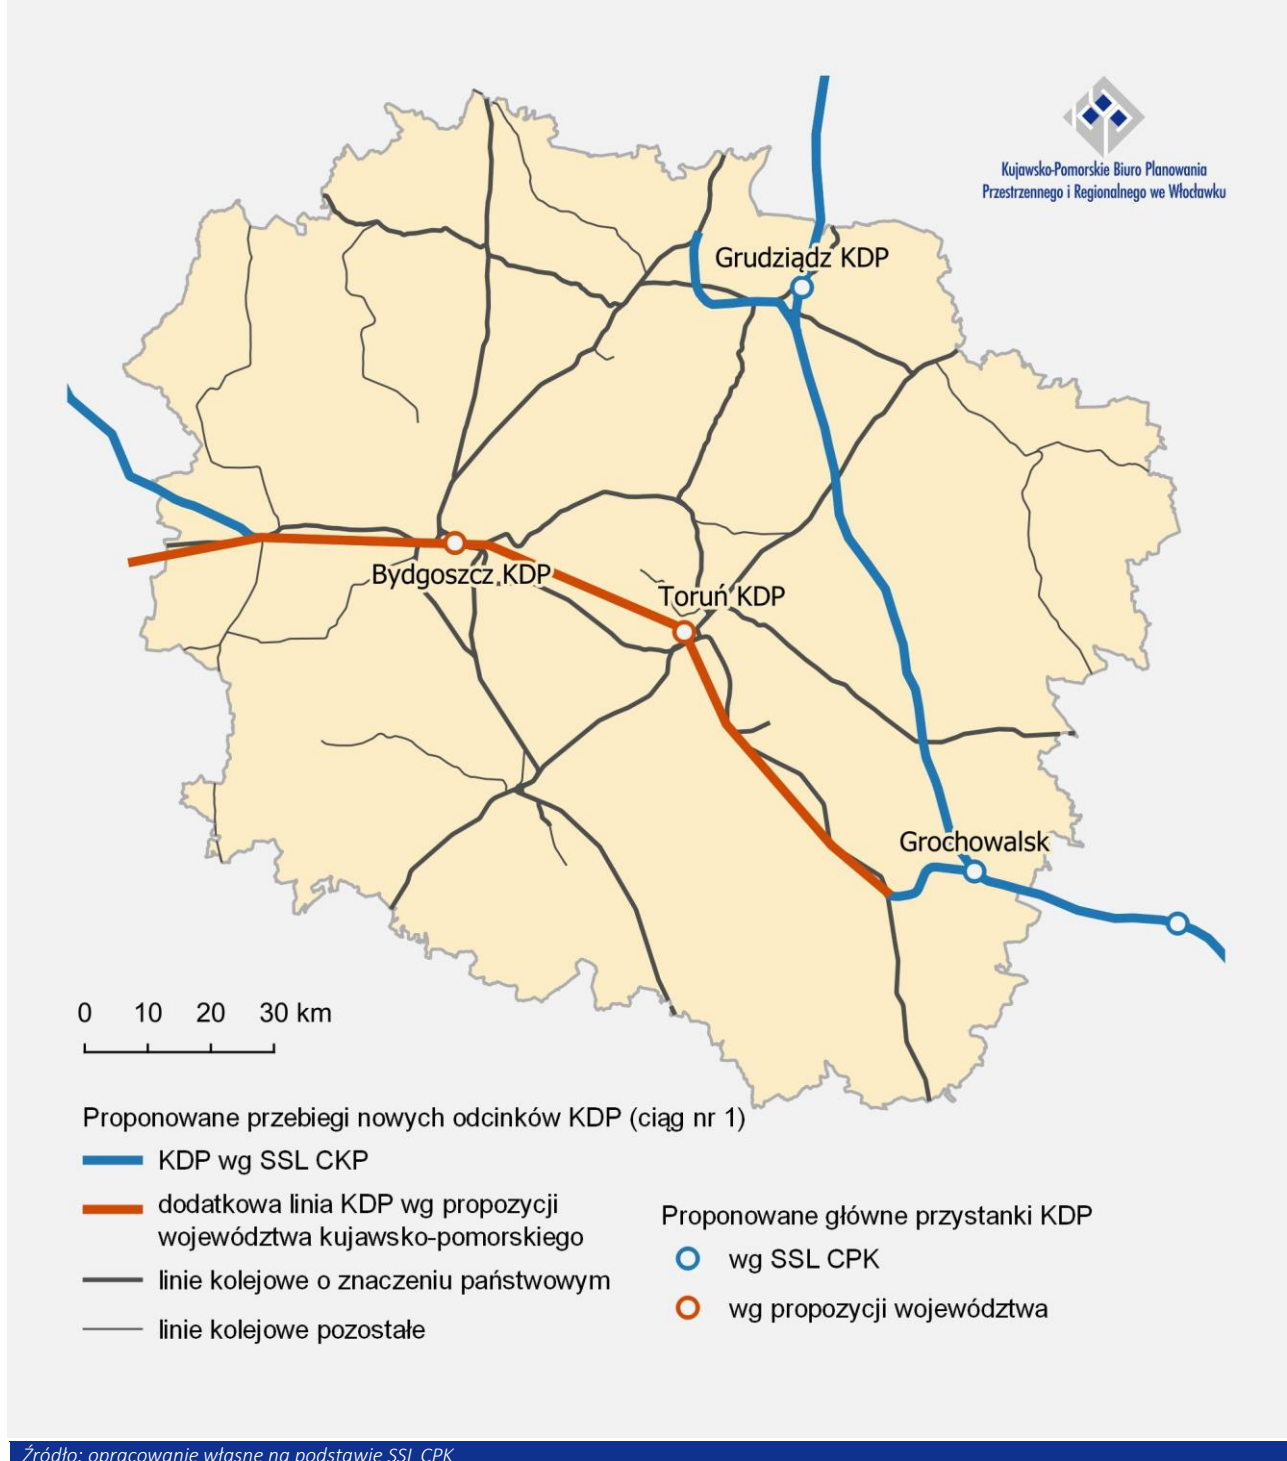 Kujawsko-Pomorskie Biuro Planowania
Przestrzennego i Regionalnego we Włocławku
Grudziądz KDP
Bydgoszcz KDP
Toruń KDP
Grochowalsk
0 10 20 30 km
Proponowane przebiegi nowych odcinków KDP (ciąg nr 1)
KDP wg SSL CKP
dodatkowa linia KDP wg propozycji
województwa kujawsko-pomorskiego
linie kolejowe o znaczeniu państwowym
linie kolejowe pozostałe
Proponowane główne przystanki KDP
wg SSL CPK
wg propozycji województwa
Źródło: opracowanie własne na podstawie SSL CPK